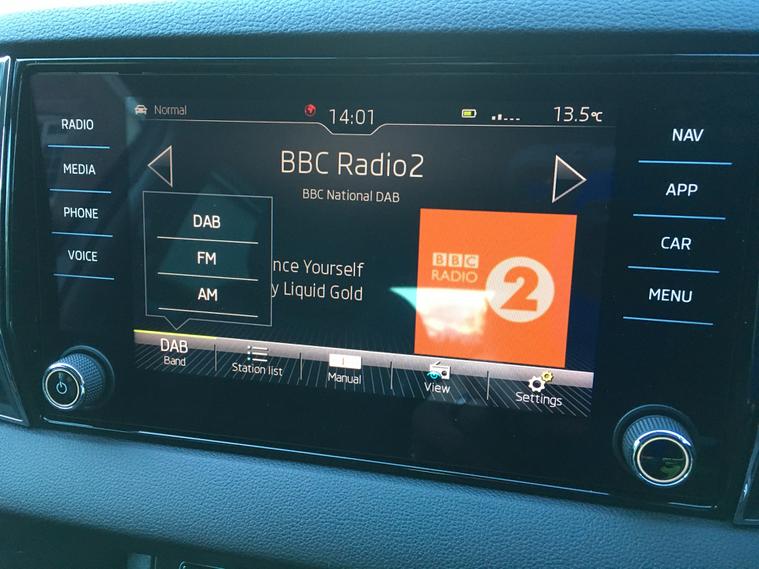 Normal
14:01
13.5°C
RADIO
MEDIA
PHONE
VOICE
BBC Radio2
BBC National DAB
DAB
FM
AM
nce Yourself
y Liquid Gold
BBC
RADIO
2
DAB
Band
Station list
Manual
View
Settings
NAV
APP
CAR
MENU